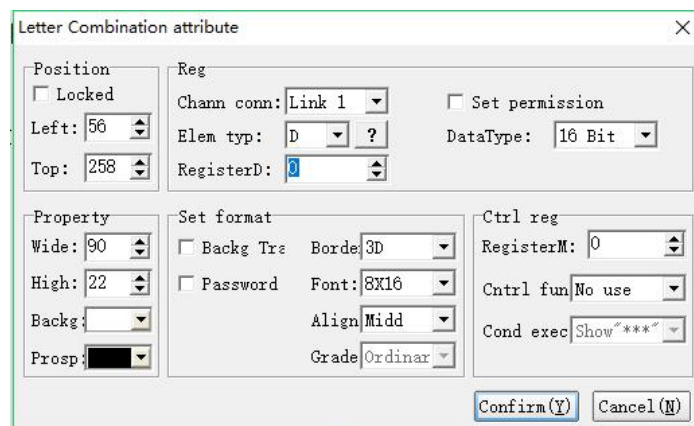 Letter Combination attribute
Position
Locked
Left: 56
Top: 258
Reg
Chann conn: Link 1
Elem typ: D ?
RegisterD: 0
Set permission
DataType: 16 Bit
Property
Wide: 90
High: 22
Backg:
Prosp:
Set format
Backg Tra
Password
Borde 3D
Font: 8X16
Align Midd
Grade Ordinar
Ctrl reg
RegisterM: 0
Cntrl fun No use
Cond exec Show"***"
Confirm(Y)
Cancel(N)